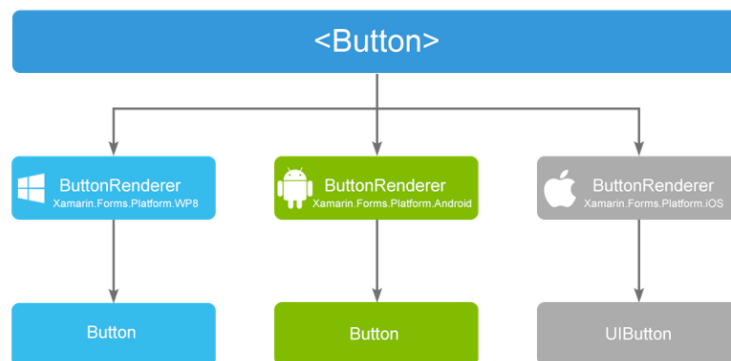 <Button>
ButtonRenderer
Xamarin.Forms.Platform.WP8
ButtonRenderer
Xamarin.Forms.Platform.Android
ButtonRenderer
Xamarin.Forms.Platform.iOS
Button
Button
UIButton